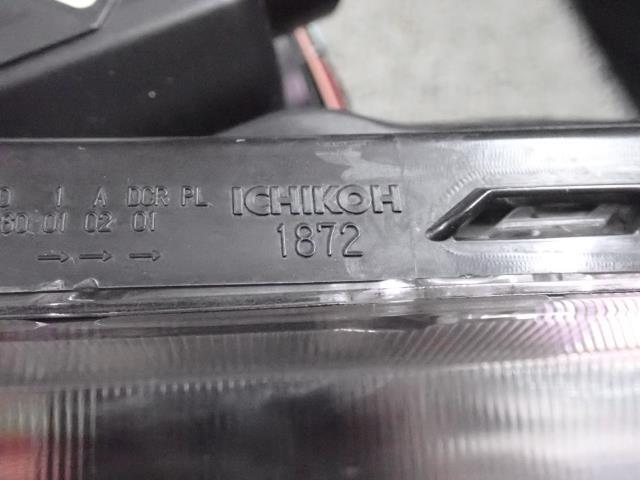 1 A DCR PL ICHIKOH
01 02 01 1872
→ → →